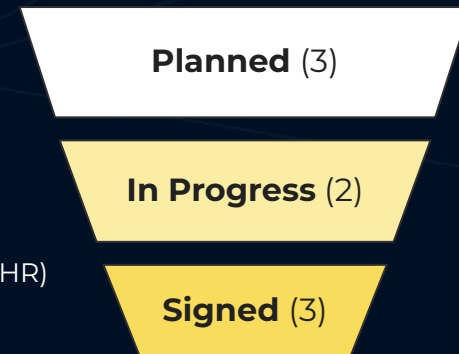 Planned (3)
In Progress (2)
HR)
Signed (3)